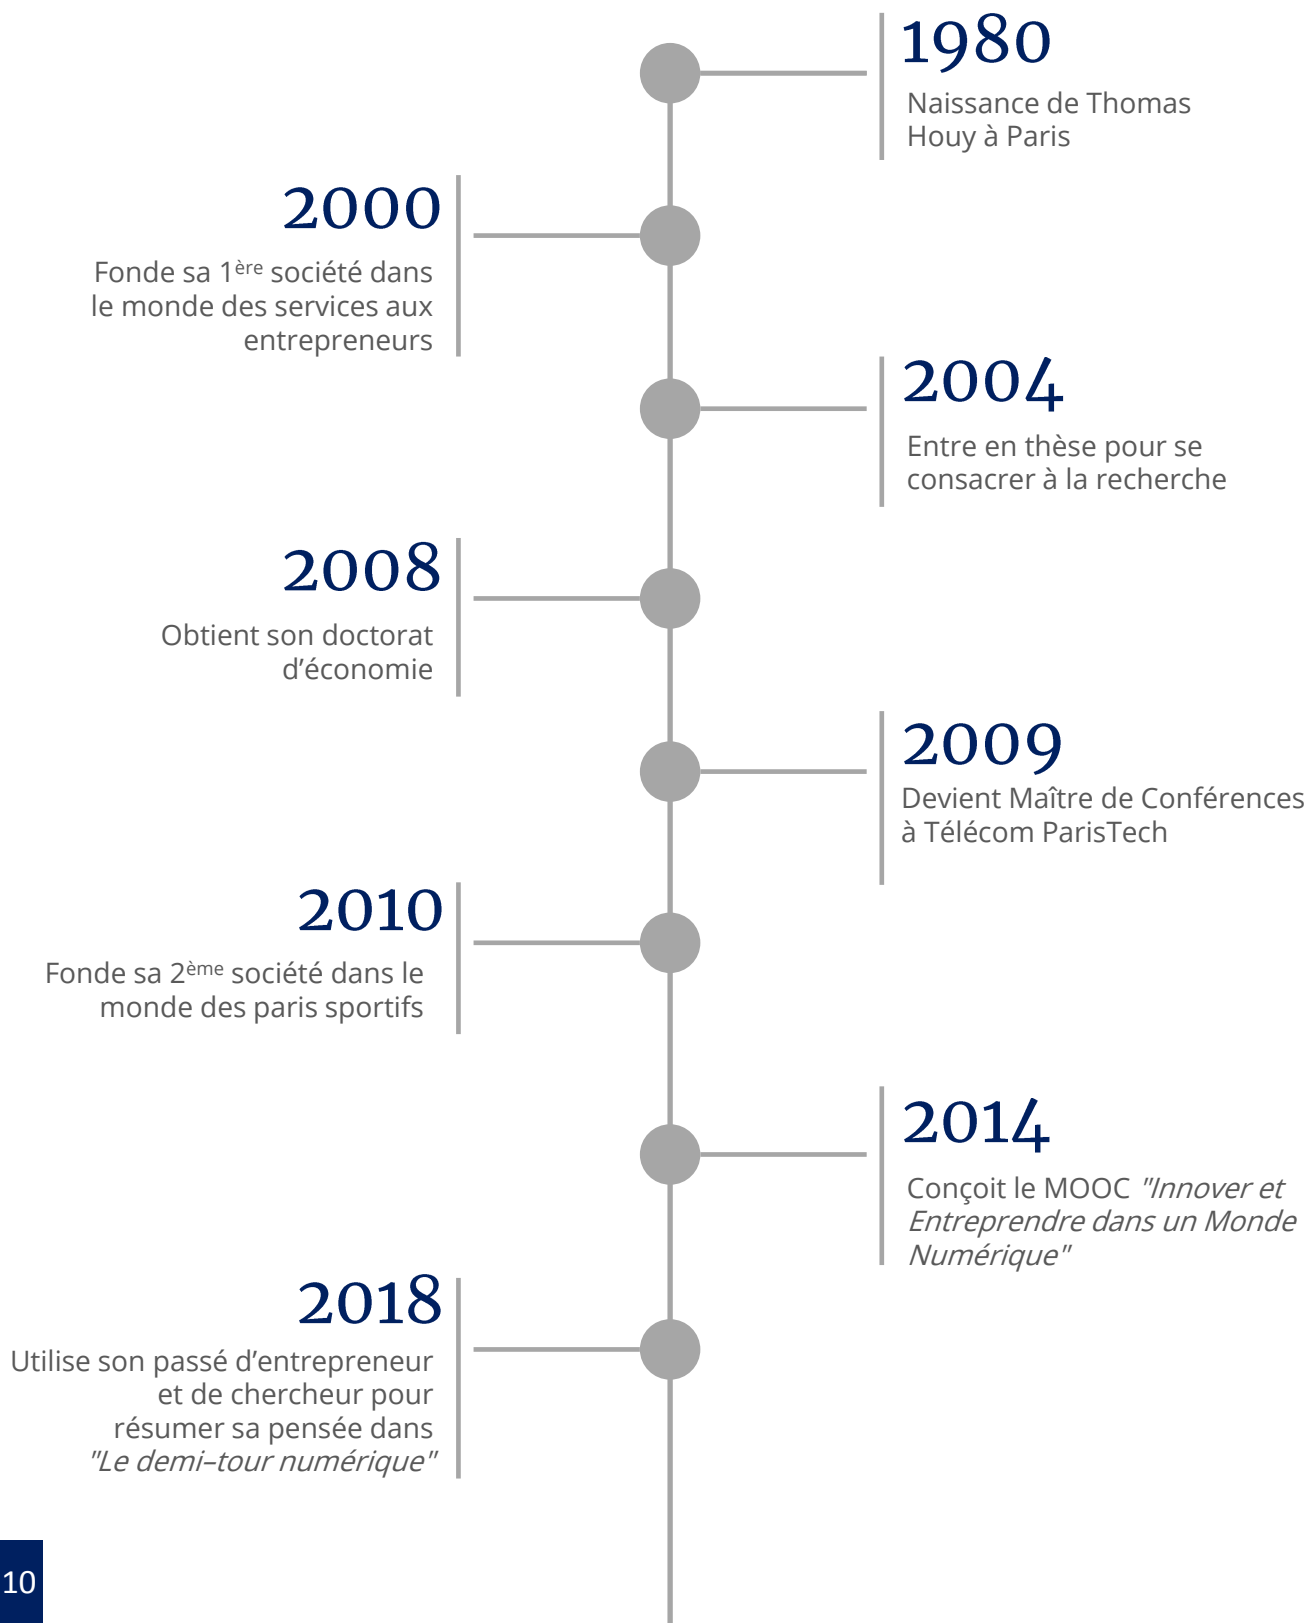 1980
Naissance de Thomas
Houy à Paris
2000
Fonde sa 1ère société dans
le monde des services aux
entrepreneurs
2004
Entre en thèse pour se
consacrer à la recherche
2008
Obtient son doctorat
d’économie
2009
Devient Maître de Conférences
à Télécom ParisTech
2010
Fonde sa 2ème société dans le
monde des paris sportifs
2014
Conçoit le MOOC "Innover et
Entreprendre dans un Monde
Numérique"
2018
Utilise son passé d’entrepreneur
et de chercheur pour
résumer sa pensée dans
"Le demi–tour numérique"
10